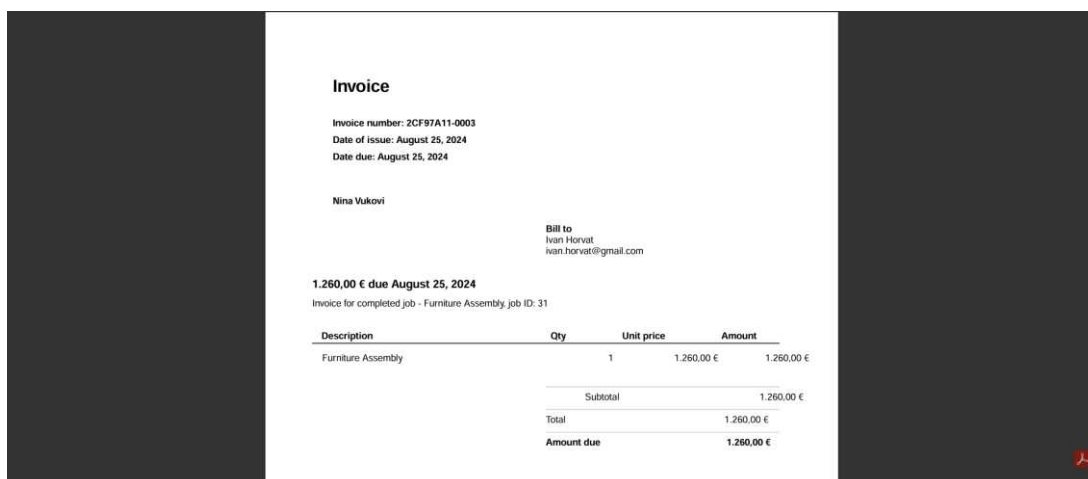 Invoice
Invoice number: 2CF97A11-0003
Date of issue: August 25, 2024
Date due: August 25, 2024
Nina Vukovi
Bill to
Ivan Horvat
ivan.horvat@gmail.com
1.260,00 € due August 25, 2024
Invoice for completed job - Furniture Assembly, job ID: 31
Description Qty Unit price Amount
Furniture Assembly 1 1.260,00 € 1.260,00 €
Subtotal 1.260,00 €
Total 1.260,00 €
Amount due 1.260,00 €